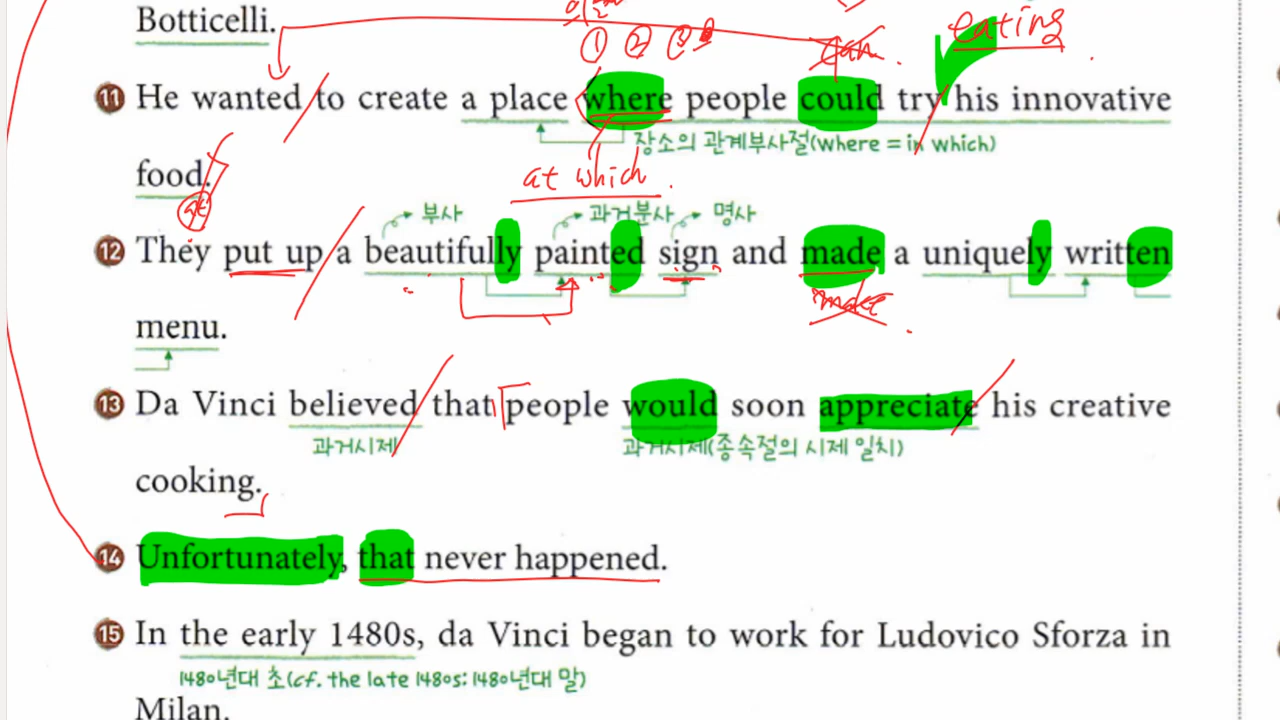 Botticelli.
① ② ③
can.
eating
⑪ He wanted to create a place where people could try his innovative
장소의 관계부사절(where = in which)
food.
at which.
at
부사 과거분사 명사
⑫ They put up a beautifully painted sign and made a uniquely written
make
menu.
⑬ Da Vinci believed that people would soon appreciate his creative
과거시제 과거시제(종속절의 시제 일치)
cooking.
⑭ Unfortunately, that never happened.
⑮ In the early 1480s, da Vinci began to work for Ludovico Sforza in
1480년대 초(cf. the late 1480s: 1480년대 말)
Milan.